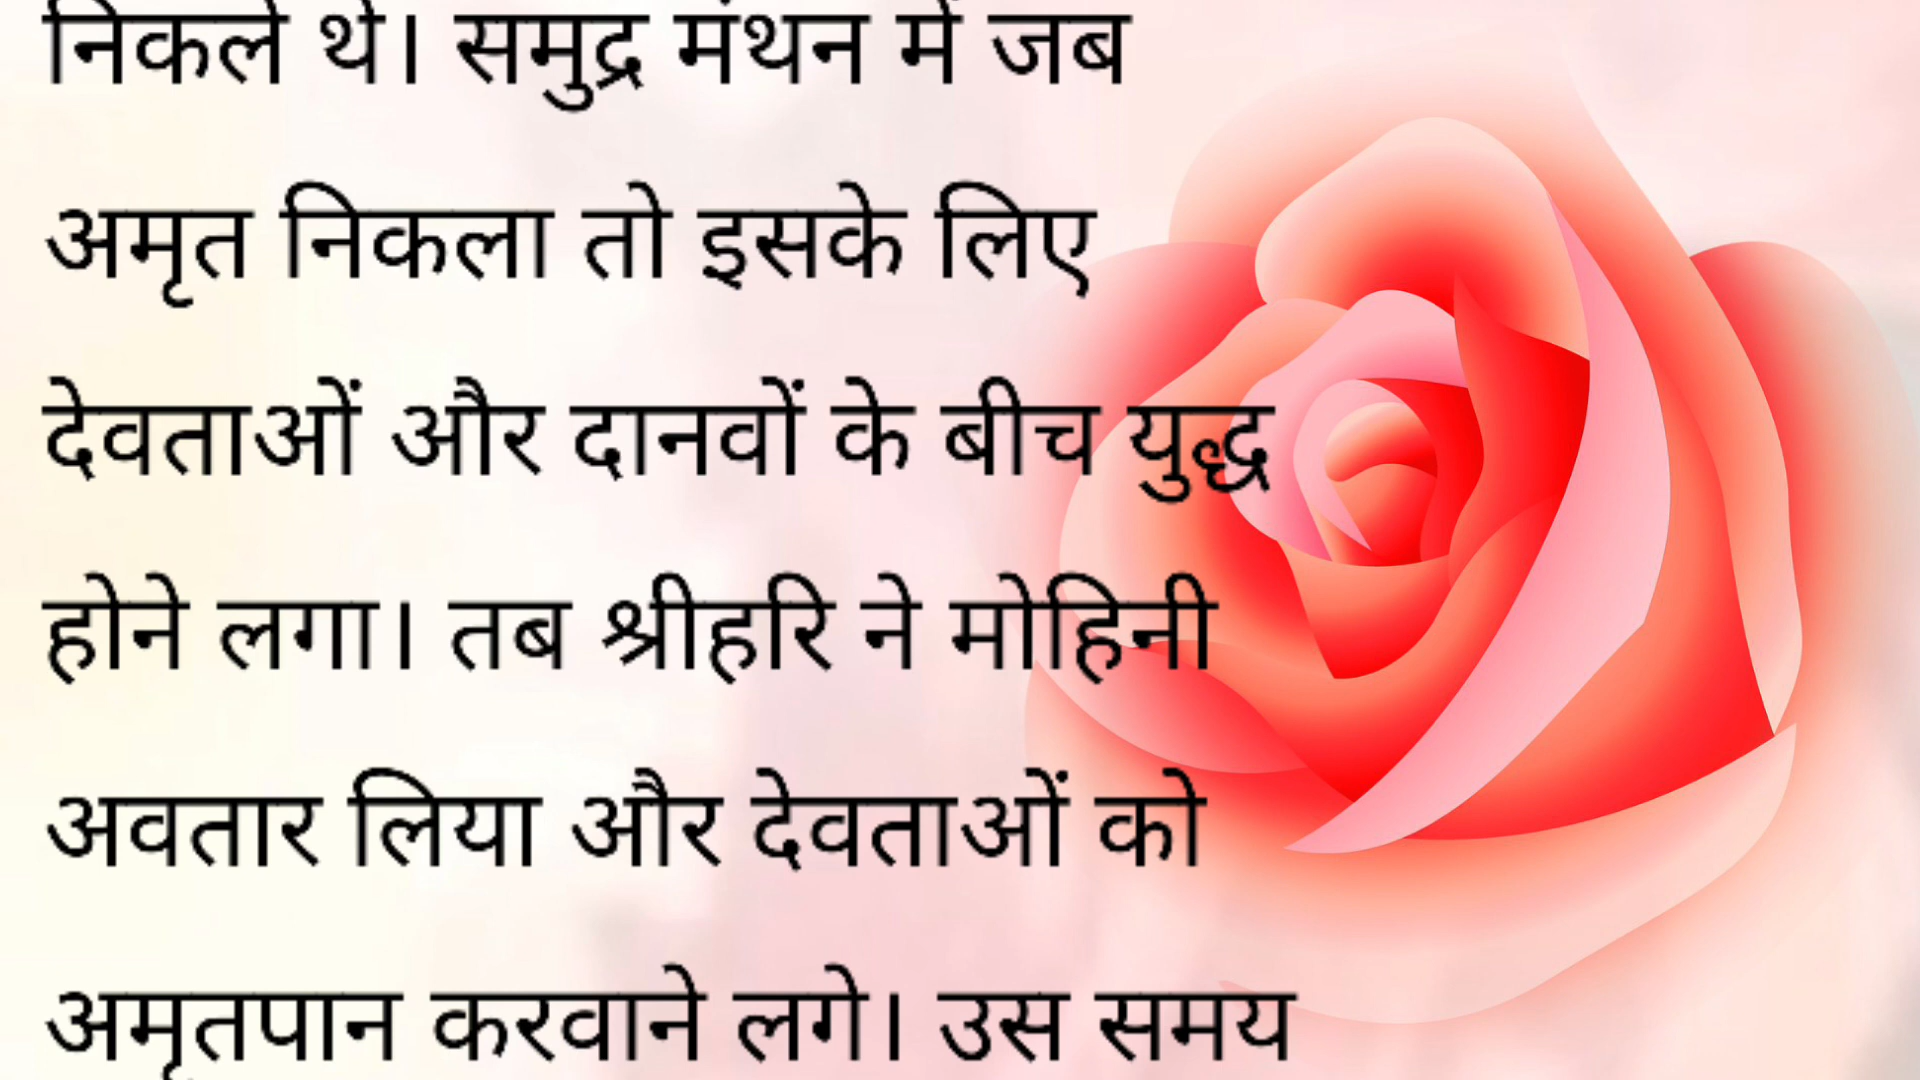 निकले थे। समुद्र मंथन में जब
अमृत निकला तो इसके लिए
देवताओं और दानवों के बीच युद्ध
होने लगा। तब श्रीहरि ने मोहिनी
अवतार लिया और देवताओं को
अमृतपान करवाने लगे। उस समय